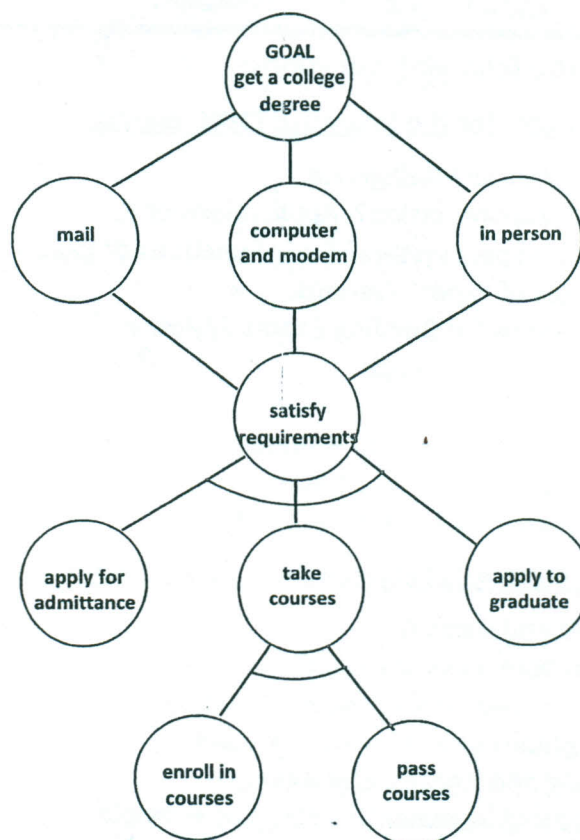 GOAL
get a college
degree
mail
computer
and modem
in person
satisfy
requirements
apply for
admittance
take
courses
apply to
graduate
enroll in
courses
pass
courses